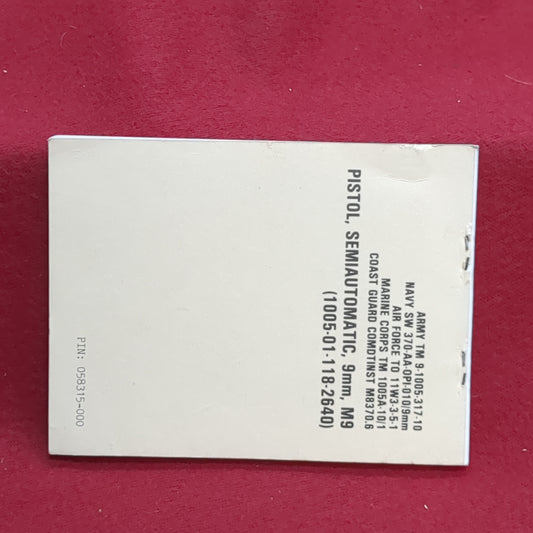 ARMY TM 9-1005-317-10
NAVY SW 370-AA-OPI-010/9mm
AIR FORCE TO 11W3-3-5-1
MARINE CORPS TM 1005A-10/1
COAST GUARD COMDTINST M8370.6
PISTOL, SEMIAUTOMATIC, 9mm, M9
(1005-01-118-2640)
PIN: 058315-000